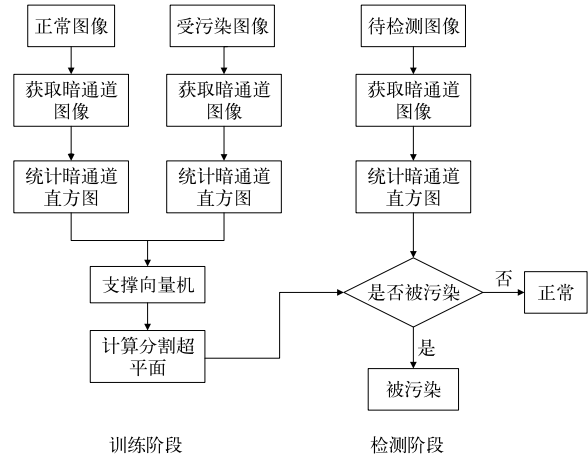 正常图像
受污染图像
待检测图像
获取暗通道
图像
获取暗通道
图像
获取暗通道
图像
统计暗通道
直方图
统计暗通道
直方图
统计暗通道
直方图
支撑向量机
计算分割超
平面
是否被污染
否
正常
是
被污染
训练阶段
检测阶段